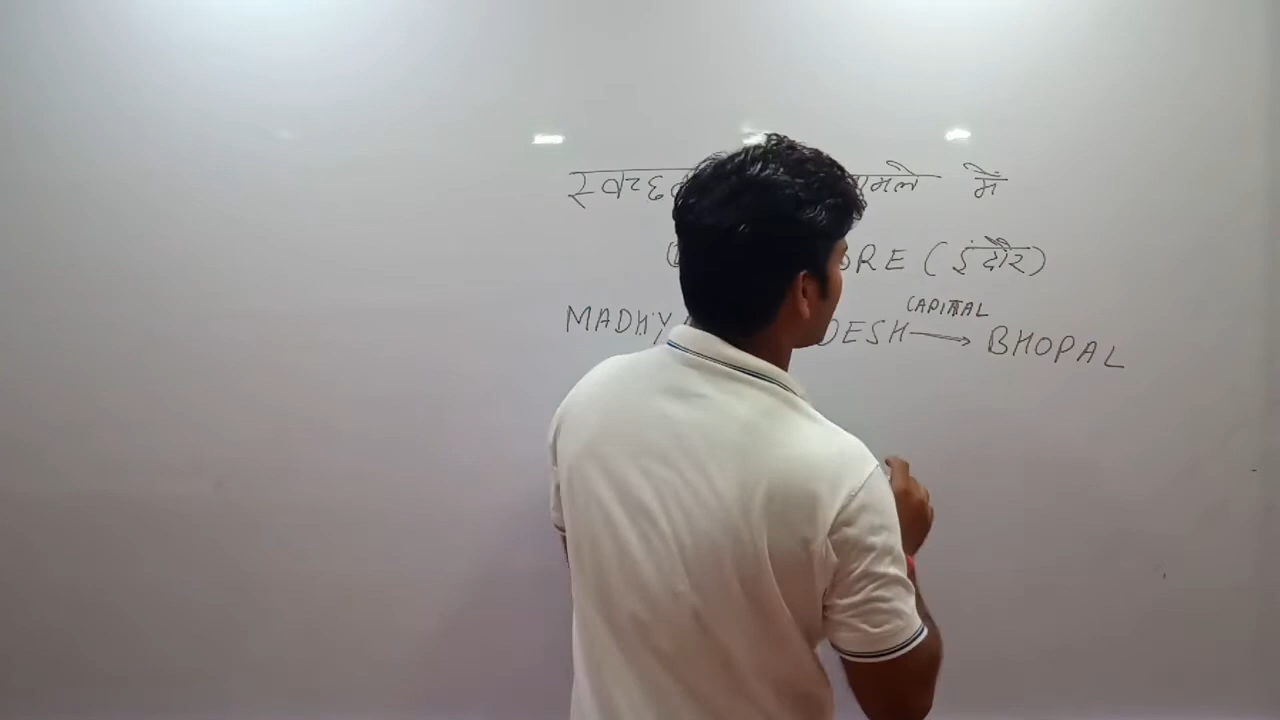 स्वच्छ ामले में
ORE (इंदौर)
CAPITAL
MADHY DESH → BHOPAL